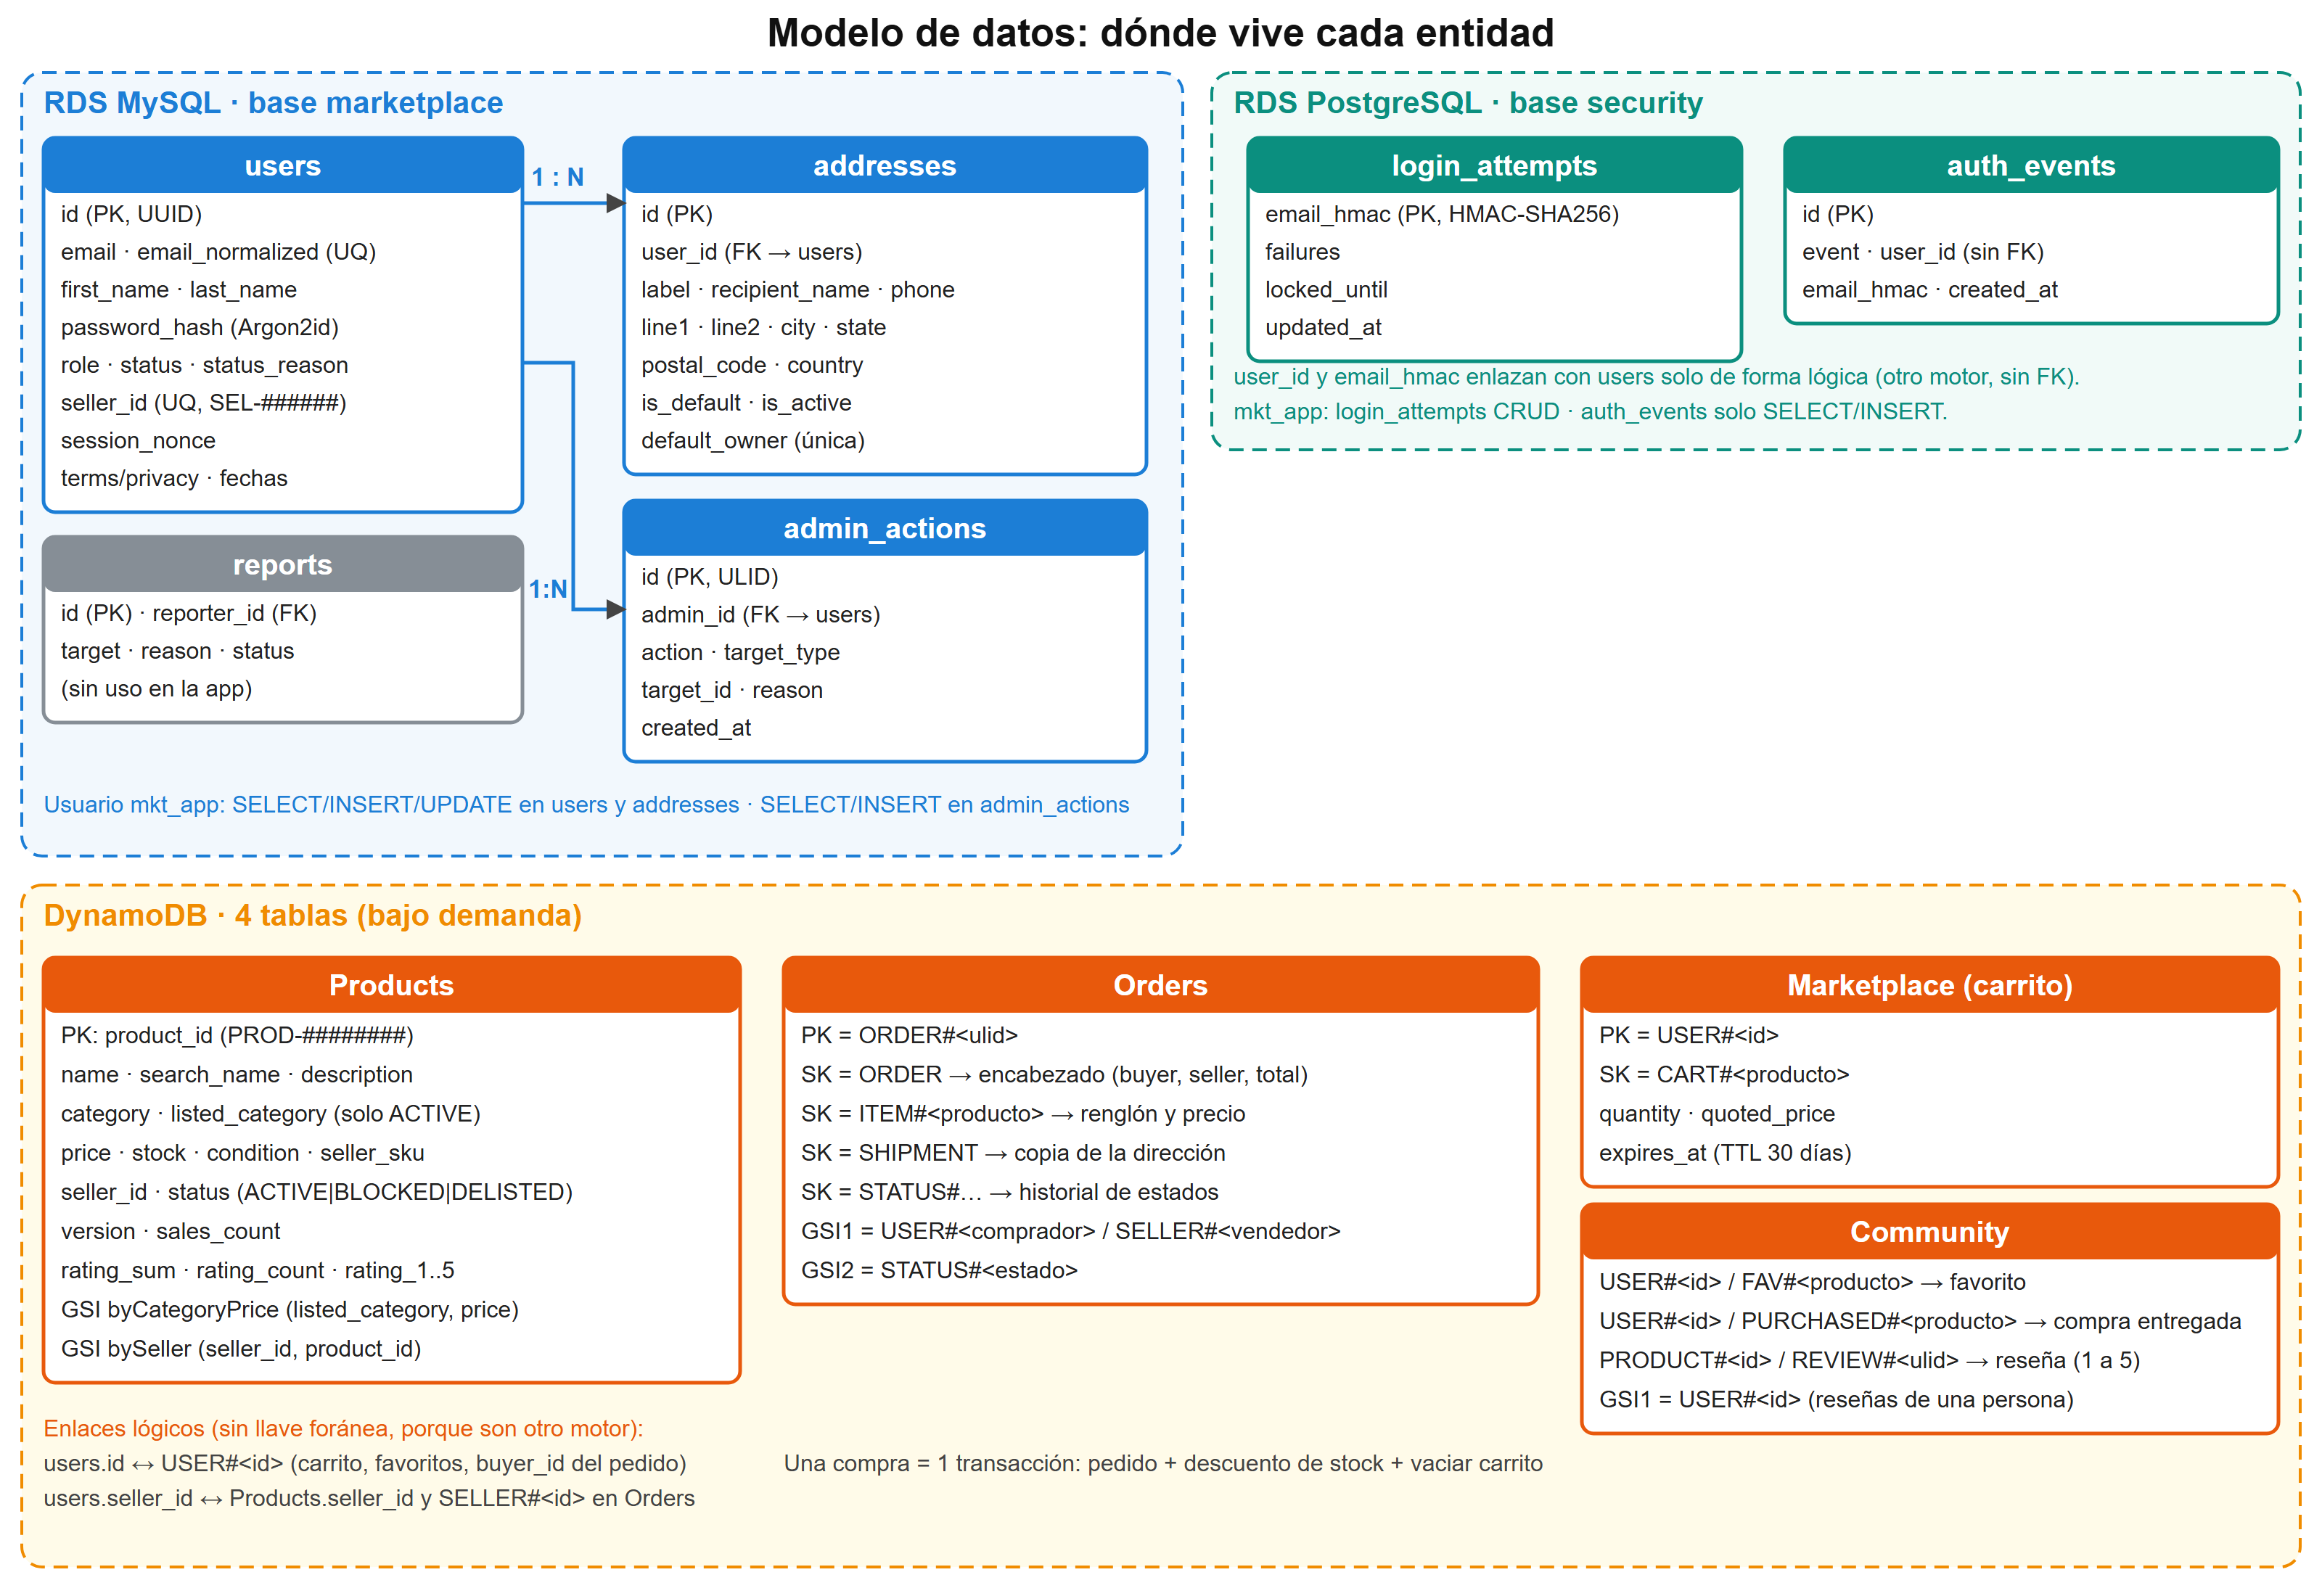 Modelo de datos: dónde vive cada entidad
RDS MySQL · base marketplace
users
id (PK, UUID)
email · email_normalized (UQ)
first_name · last_name
password_hash (Argon2id)
role · status · status_reason
seller_id (UQ, SEL-######)
session_nonce
terms/privacy · fechas
1 : N
addresses
id (PK)
user_id (FK → users)
label · recipient_name · phone
line1 · line2 · city · state
postal_code · country
is_default · is_active
default_owner (única)
reports
id (PK) · reporter_id (FK)
target · reason · status
(sin uso en la app)
1:N
admin_actions
id (PK, ULID)
admin_id (FK → users)
action · target_type
target_id · reason
created_at
Usuario mkt_app: SELECT/INSERT/UPDATE en users y addresses · SELECT/INSERT en admin_actions
RDS PostgreSQL · base security
login_attempts
email_hmac (PK, HMAC-SHA256)
failures
locked_until
updated_at
auth_events
id (PK)
event · user_id (sin FK)
email_hmac · created_at
user_id y email_hmac enlazan con users solo de forma lógica (otro motor, sin FK).
mkt_app: login_attempts CRUD · auth_events solo SELECT/INSERT.
DynamoDB · 4 tablas (bajo demanda)
Products
PK: product_id (PROD-########)
name · search_name · description
category · listed_category (solo ACTIVE)
price · stock · condition · seller_sku
seller_id · status (ACTIVE|BLOCKED|DELISTED)
version · sales_count
rating_sum · rating_count · rating_1..5
GSI byCategoryPrice (listed_category, price)
GSI bySeller (seller_id, product_id)
Orders
PK = ORDER#<ulid>
SK = ORDER → encabezado (buyer, seller, total)
SK = ITEM#<producto> → renglón y precio
SK = SHIPMENT → copia de la dirección
SK = STATUS#… → historial de estados
GSI1 = USER#<comprador> / SELLER#<vendedor>
GSI2 = STATUS#<estado>
Marketplace (carrito)
PK = USER#<id>
SK = CART#<producto>
quantity · quoted_price
expires_at (TTL 30 días)
Community
USER#<id> / FAV#<producto> → favorito
USER#<id> / PURCHASED#<producto> → compra entregada
PRODUCT#<id> / REVIEW#<ulid> → reseña (1 a 5)
GSI1 = USER#<id> (reseñas de una persona)
Enlaces lógicos (sin llave foránea, porque son otro motor):
users.id ↔ USER#<id> (carrito, favoritos, buyer_id del pedido)
users.seller_id ↔ Products.seller_id y SELLER#<id> en Orders
Una compra = 1 transacción: pedido + descuento de stock + vaciar carrito